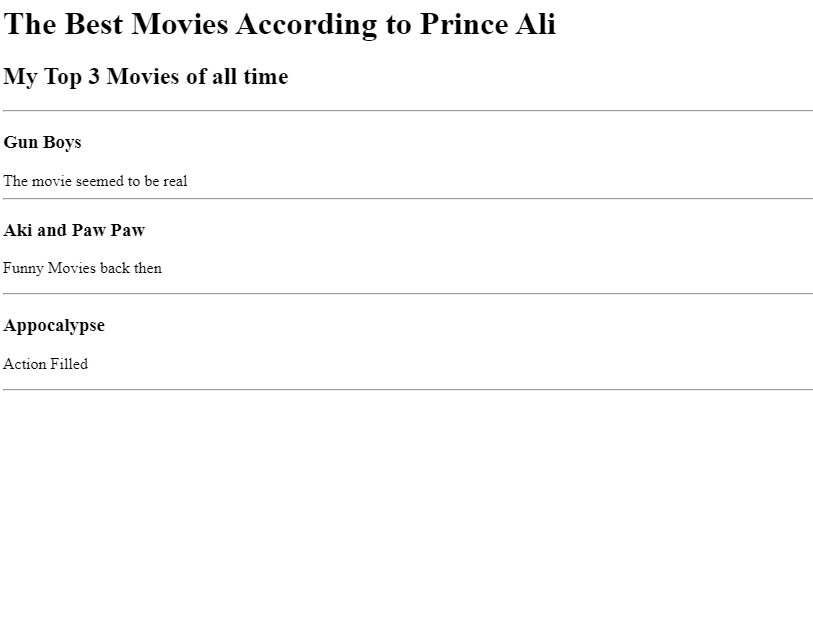 The Best Movies According to Prince Ali
My Top 3 Movies of all time
Gun Boys
The movie seemed to be real
Aki and Paw Paw
Funny Movies back then
Appocalypse
Action Filled